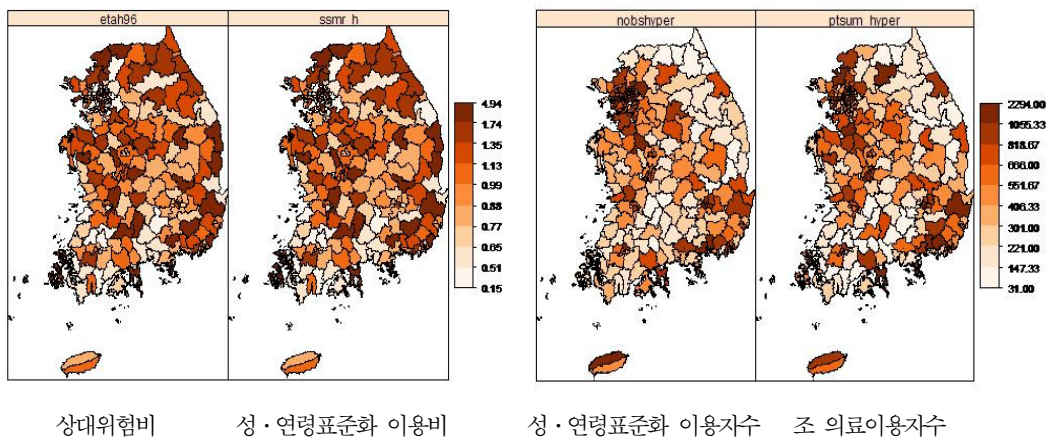 etah96
ssmr_h
4.94
1.74
1.35
1.13
0.99
0.88
0.77
0.65
0.51
0.15
nobshyper
ptsum_hyper
2294.00
1055.33
818.67
666.00
551.67
406.33
301.00
221.00
147.33
31.00
상대위험비
성・연령표준화 이용비
성・연령표준화 이용자수
조 의료이용자수